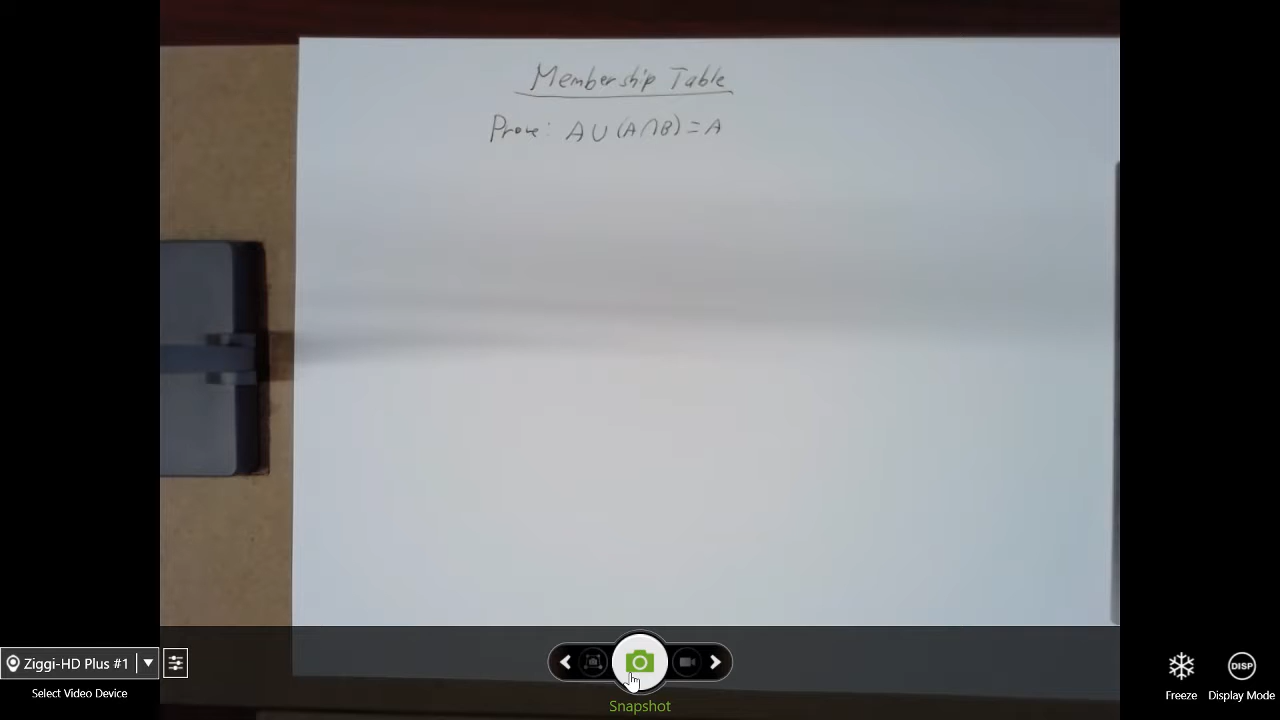 Membership Table
Prove: A∪(A∩B)=A
Ziggi-HD Plus #1
Select Video Device
Snapshot
Freeze
DISP
Display Mode